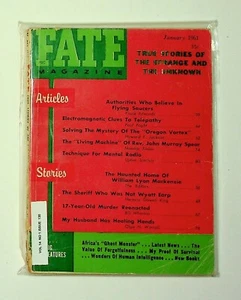 FATE
MAGAZINE
February 1961
TRUE STORIES OF
THE STRANGE AND
THE UNKNOWN
Articles
Authorities Who Believe In
Flying Saucers
Electromagnetic Clues To Telepathy
Solving The Mystery Of The "Oregon Vortex"
The "Living Machine" Of Rev. John Murray Spear
Technique For Mental Radio
Stories
The Haunted Home Of
William Lyon Mackenzie
The Editors
The Sheriff Who Was Not Wyatt Earp
17-Year-Old Murder Revealed
My Husband Has Healing Hands
Africa's "Ghost Monster" . . . Latest News . . . The
Value Of Forgetfulness . . . My Proof Of Survival
. . . Wonders Of Human Intelligence . . . New Books.